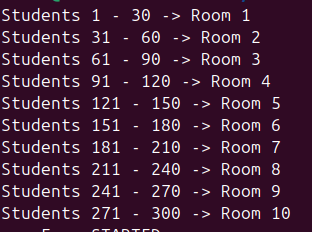 Students 1 - 30 -> Room 1
Students 31 - 60 -> Room 2
Students 61 - 90 -> Room 3
Students 91 - 120 -> Room 4
Students 121 - 150 -> Room 5
Students 151 - 180 -> Room 6
Students 181 - 210 -> Room 7
Students 211 - 240 -> Room 8
Students 241 - 270 -> Room 9
Students 271 - 300 -> Room 10
STARTED